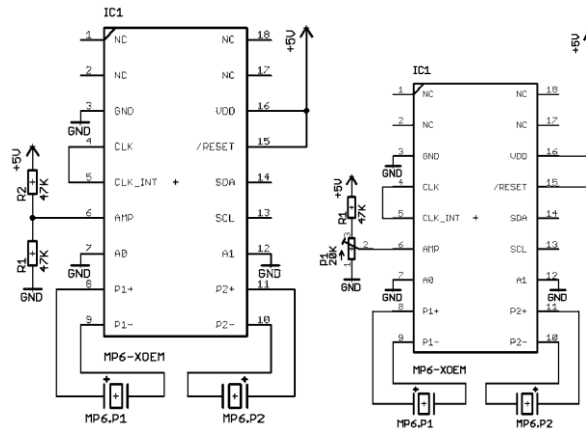 IC1
+5V
1 NC NC 18
2 NC NC 17
3 GND VDD 16
GND
4 CLK /RESET 15
5 CLK_INT + SDA 14
6 AMP SCL 13
7 A0 A1 12
GND GND
8 P1+ P2+ 11
9 P1- P2- 10
+5V
R2 47K
R1 47K
GND
MP6-XOEM
+ +
MP6.P1 MP6.P2
IC1
+5V
1 NC NC 18
2 NC NC 17
3 GND VDD 16
GND
4 CLK /RESET 15
5 CLK_INT + SDA 14
6 AMP SCL 13
7 A0 A1 12
GND GND
8 P1+ P2+ 11
9 P1- P2- 10
+5V
R1 47K
P1 20K
3
2
1
GND
MP6-XOEM
+ +
MP6.P1 MP6.P2